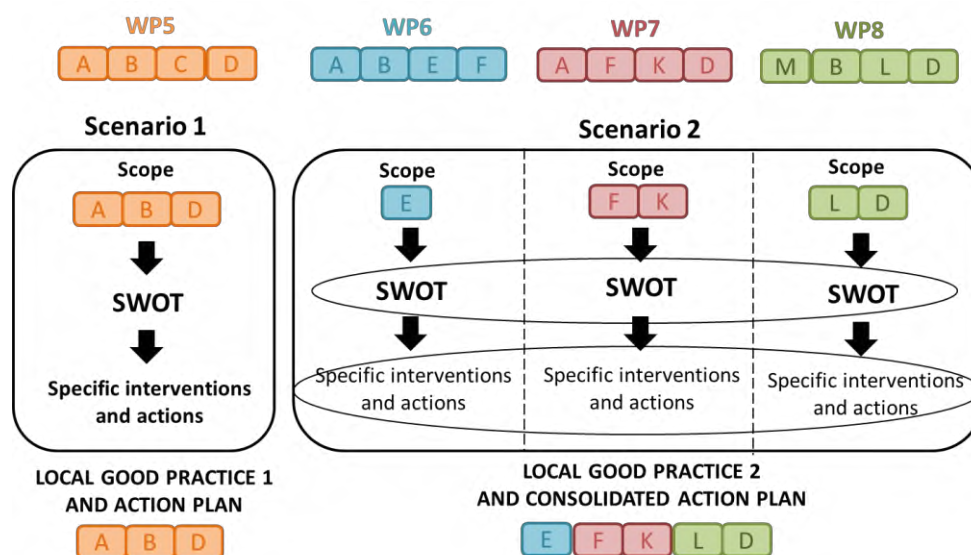 WP5
WP6
WP7
WP8
A B C D
A B E F
A F K D
M B L D
Scenario 1
Scenario 2
Scope
A B D
SWOT
Specific interventions
and actions
Scope
E
SWOT
Specific interventions
and actions
Scope
F K
SWOT
Specific interventions
and actions
Scope
L D
SWOT
Specific interventions
and actions
LOCAL GOOD PRACTICE 1
AND ACTION PLAN
A B D
LOCAL GOOD PRACTICE 2
AND CONSOLIDATED ACTION PLAN
E F K L D